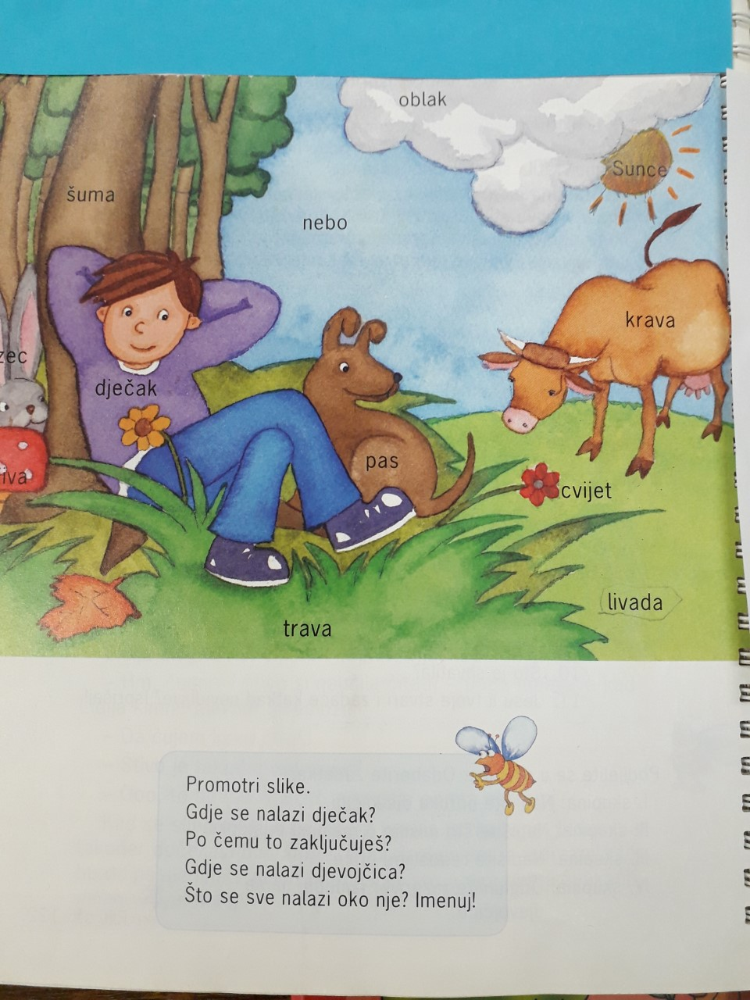 oblak
Sunce
šuma
nebo
krava
zec
dječak
pas
iva
cvijet
livada
trava
Promotri slike.
Gdje se nalazi dječak?
Po čemu to zaključuješ?
Gdje se nalazi djevojčica?
Što se sve nalazi oko nje? Imenuj!